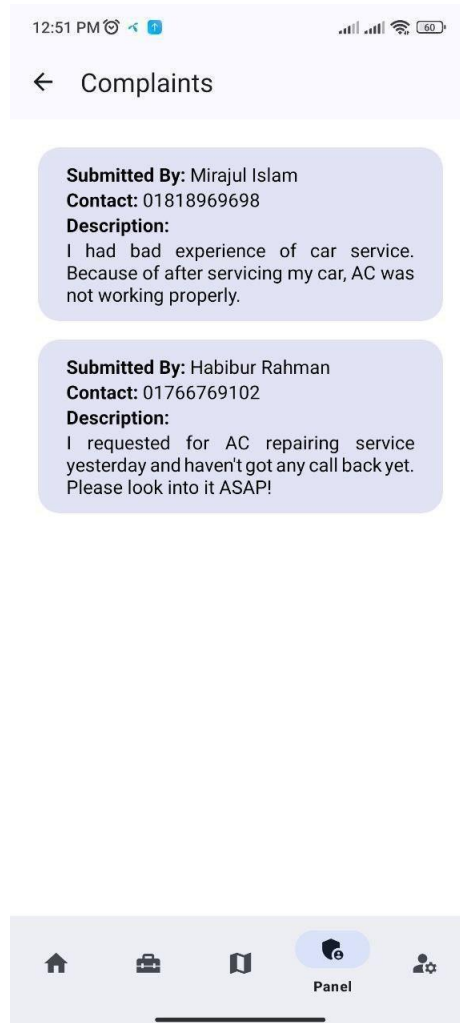 12:51 PM
60
Complaints
Submitted By: Mirajul Islam
Contact: 01818969698
Description:
I had bad experience of car service.
Because of after servicing my car, AC was
not working properly.
Submitted By: Habibur Rahman
Contact: 01766769102
Description:
I requested for AC repairing service
yesterday and haven't got any call back yet.
Please look into it ASAP!
Panel